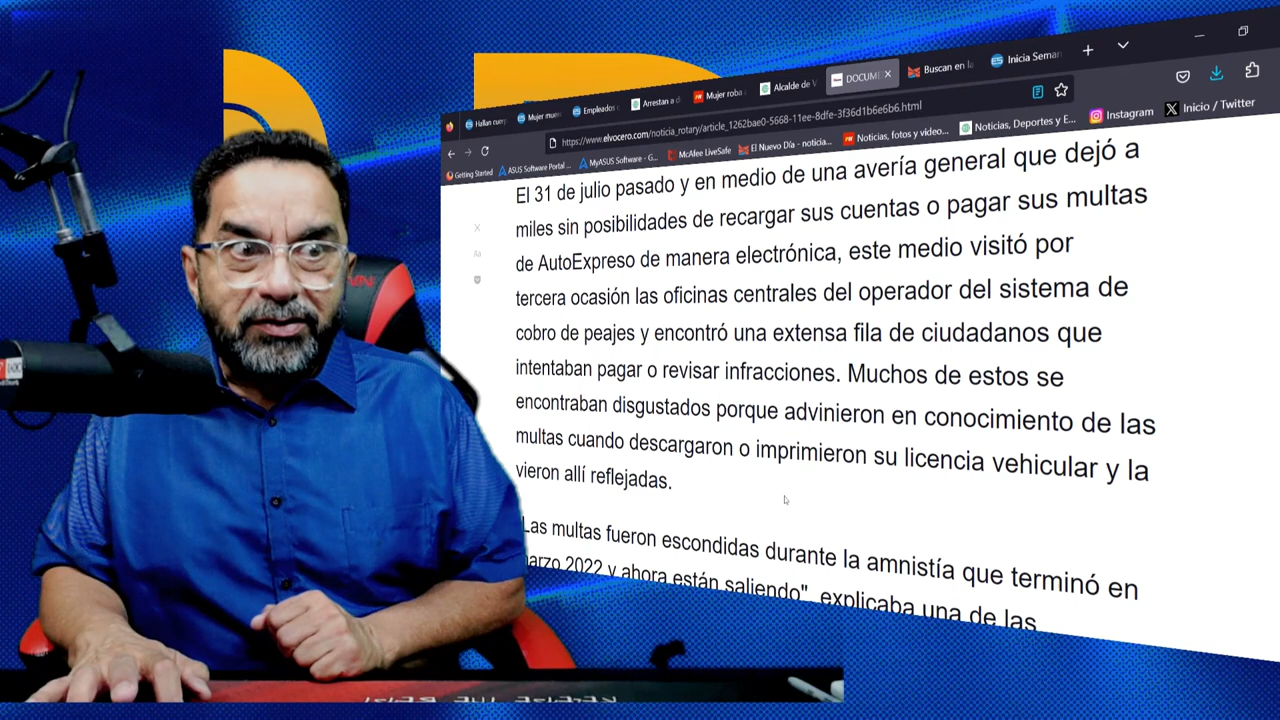 Hallan cuerp
Mujer muer
Empleados
Arrestan a d
Mujer roba
Alcalde de V
DOCUME
Buscan en la
Inicia Seman
https://www.elvocero.com/noticia_rotary/article_1262bae0-5668-11ee-8dfe-3f36d1b6e6b6.html
Getting Started
ASUS Software Portal ...
MyASUS Software - G...
McAfee LiveSafe
El Nuevo Día - noticia...
Noticias, fotos y video...
Noticias, Deportes y E...
Instagram
Inicio / Twitter
El 31 de julio pasado y en medio de una avería general que dejó a
miles sin posibilidades de recargar sus cuentas o pagar sus multas
de AutoExpreso de manera electrónica, este medio visitó por
tercera ocasión las oficinas centrales del operador del sistema de
cobro de peajes y encontró una extensa fila de ciudadanos que
intentaban pagar o revisar infracciones. Muchos de estos se
encontraban disgustados porque advinieron en conocimiento de las
multas cuando descargaron o imprimieron su licencia vehicular y la
vieron allí reflejadas.
Las multas fueron escondidas durante la amnistía que terminó en
marzo 2022 y ahora están saliendo", explicaba una de las